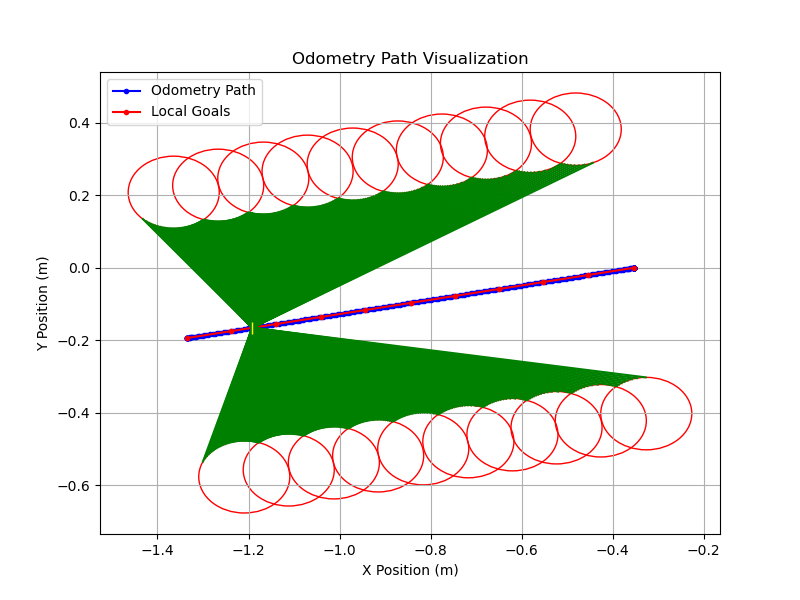 Odometry Path Visualization
Odometry Path
Local Goals
Y Position (m)
0.4
0.2
0.0
−0.2
−0.4
−0.6
−1.4 −1.2 −1.0 −0.8 −0.6 −0.4 −0.2
X Position (m)